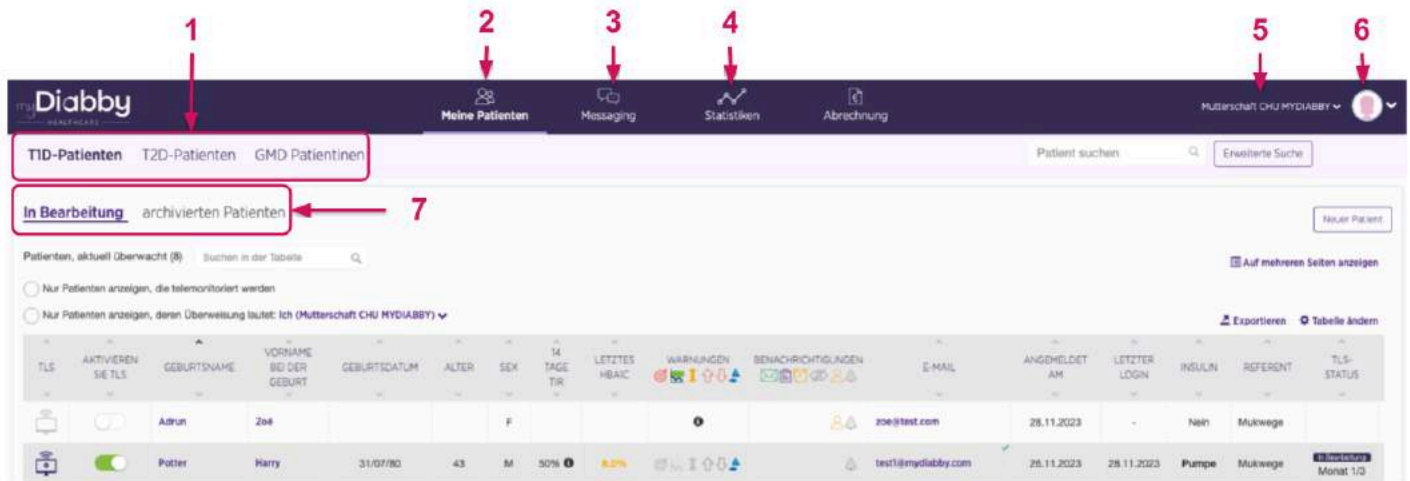 1 2 3 4 5 6
myDiabby
HEALTHCARE
Meine Patienten Messaging Statistiken Abrechnung Mutterschaft CHU MYDIABBY
T1D-Patienten T2D-Patienten GMD Patientinen Patient suchen Erweiterte Suche
In Bearbeitung archivierten Patienten 7 Neuer Patient
Patienten, aktuell überwacht (8) Suchen in der Tabelle Auf mehreren Seiten anzeigen
Nur Patienten anzeigen, die telemonitoriert werden
Nur Patienten anzeigen, deren Überweisung lautet: Ich (Mutterschaft CHU MYDIABBY) Exportieren Tabelle ändern
TLS AKTIVIEREN SIE TLS GEBURTSNAME VORNAME BEI DER GEBURT GEBURTSDATUM ALTER SEX 14 TAGE TIR LETZTES HBA1C WARNUNGEN BENACHRICHTIGUNGEN E-MAIL ANGEMELDET AM LETZTER LOGIN INSULIN REFERENT TLS-STATUS
Adrun Zoé F zoe@test.com 28.11.2023 - Nein Mukwege
Potter Harry 31/07/80 43 M 50% 8.0% test1@mydiabby.com 28.11.2023 28.11.2023 Pumpe Mukwege In Bearbeitung
Monat 1/3